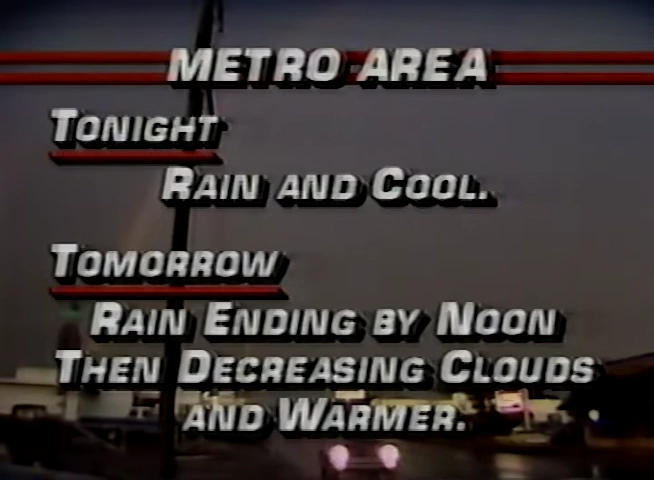 METRO AREA
TONIGHT
RAIN AND COOL.
TOMORROW
RAIN ENDING BY NOON
THEN DECREASING CLOUDS
AND WARMER.